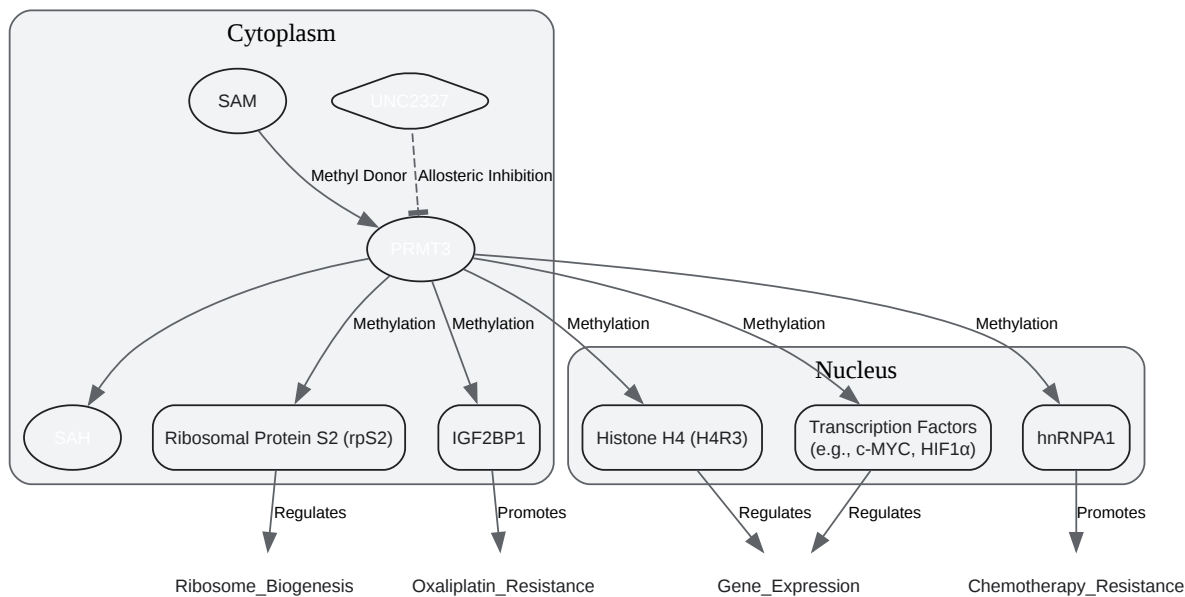 Cytoplasm
SAM
UNC2327
Methyl Donor
Allosteric Inhibition
PRMT3
Methylation
Methylation
Methylation
Methylation
Methylation
Nucleus
SAH
Ribosomal Protein S2 (rpS2)
IGF2BP1
Histone H4 (H4R3)
Transcription Factors
(e.g., c-MYC, HIF1α)
hnRNPA1
Regulates
Promotes
Regulates
Regulates
Promotes
Ribosome_Biogenesis
Oxaliplatin_Resistance
Gene_Expression
Chemotherapy_Resistance